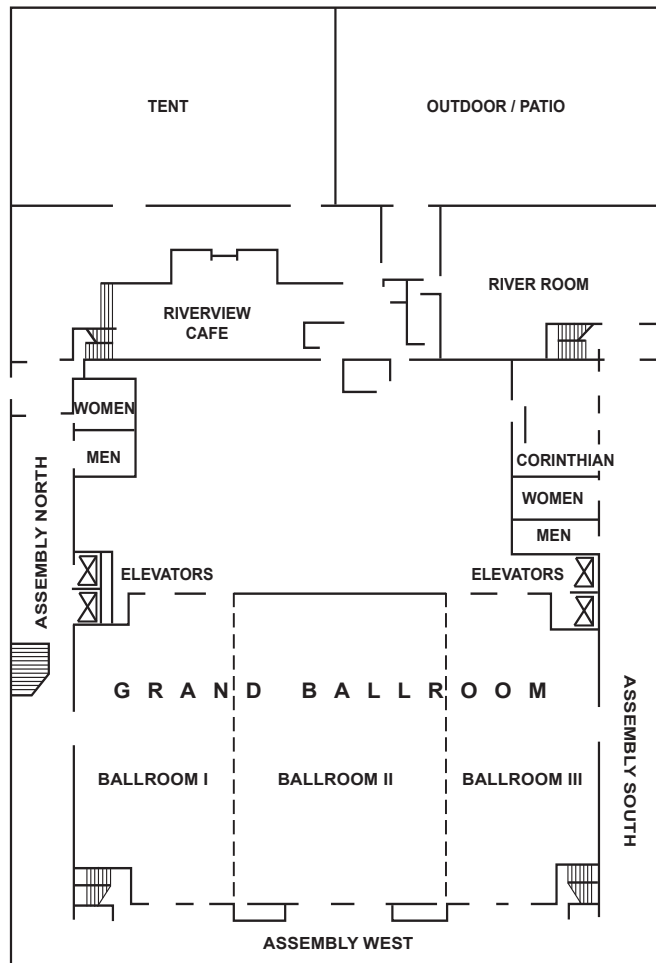 TENT
OUTDOOR / PATIO
RIVER ROOM
RIVERVIEW
CAFE
WOMEN
MEN
CORINTHIAN
WOMEN
MEN
ASSEMBLY NORTH
ELEVATORS
ELEVATORS
GRAND BALLROOM
ASSEMBLY SOUTH
BALLROOM I
BALLROOM II
BALLROOM III
ASSEMBLY WEST